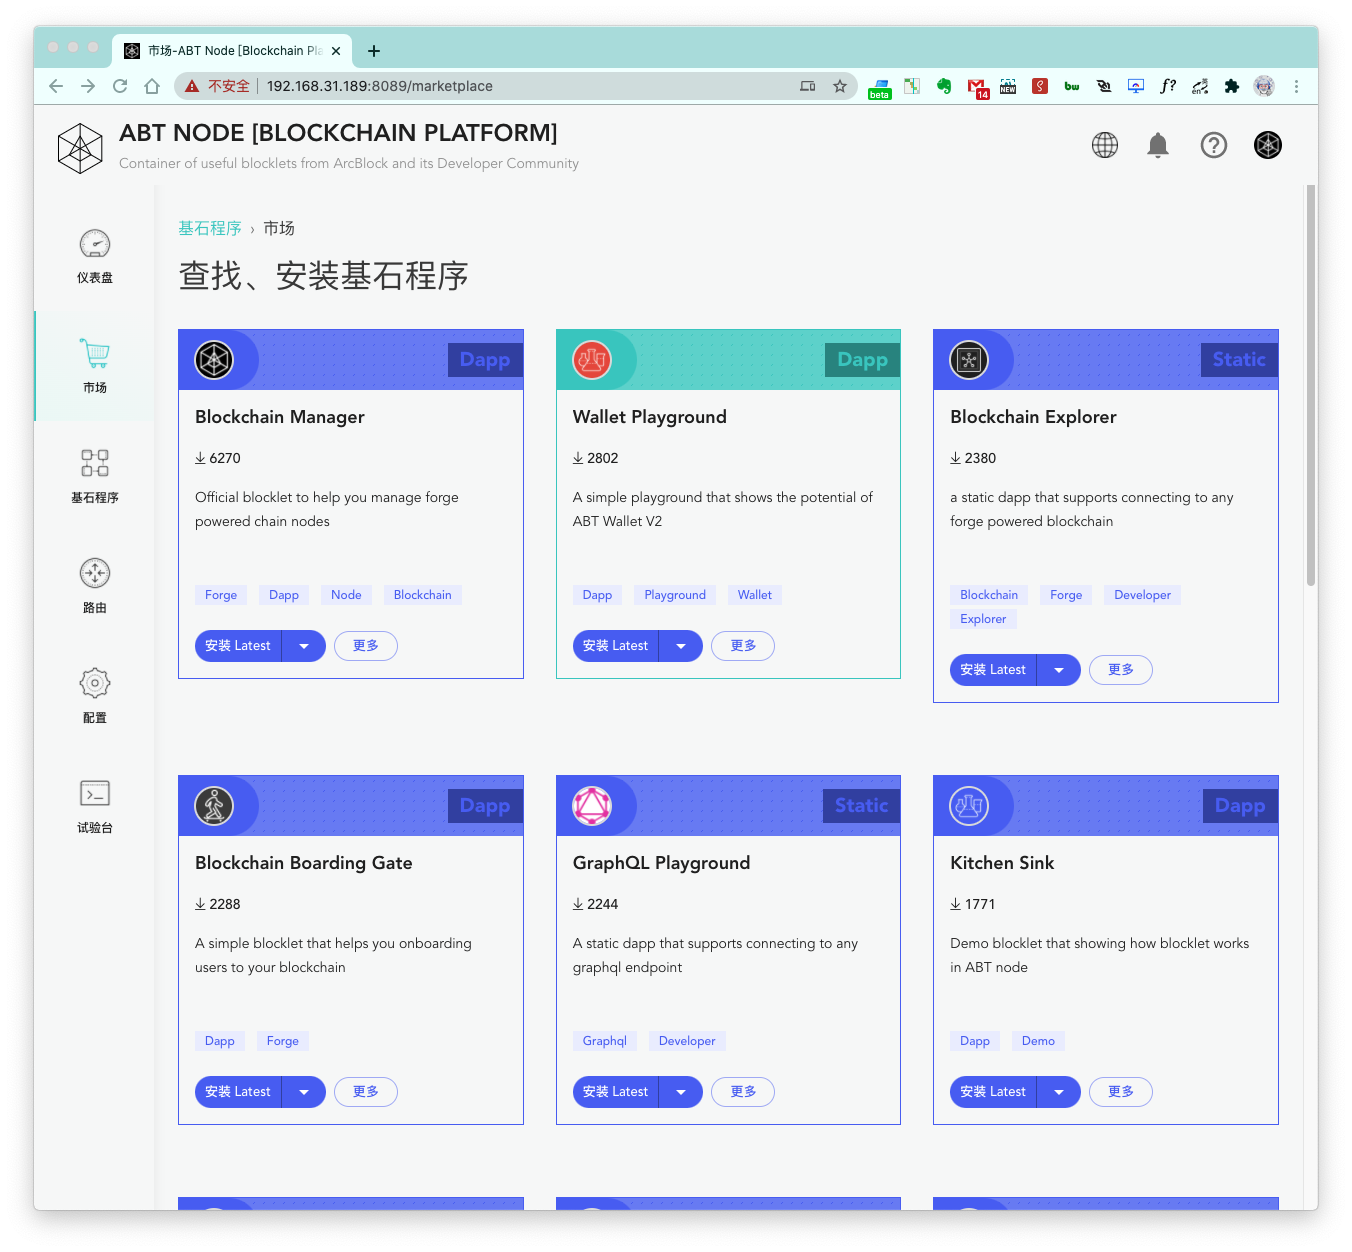 市场-ABT Node [Blockchain Pla
不安全 192.168.31.189:8089/marketplace
beta
14
NEW
bw
f?
en
ABT NODE [BLOCKCHAIN PLATFORM]
Container of useful blocklets from ArcBlock and its Developer Community
仪表盘
市场
基石程序
路由
配置
试验台
基石程序 › 市场
查找、安装基石程序
Dapp
Blockchain Manager
6270
Official blocklet to help you manage forge
powered chain nodes
Forge Dapp Node Blockchain
安装 Latest 更多
Dapp
Wallet Playground
2802
A simple playground that shows the potential of
ABT Wallet V2
Dapp Playground Wallet
安装 Latest 更多
Static
Blockchain Explorer
2380
a static dapp that supports connecting to any
forge powered blockchain
Blockchain Forge Developer
Explorer
安装 Latest 更多
Dapp
Blockchain Boarding Gate
2288
A simple blocklet that helps you onboarding
users to your blockchain
Dapp Forge
安装 Latest 更多
Static
GraphQL Playground
2244
A static dapp that supports connecting to any
graphql endpoint
Graphql Developer
安装 Latest 更多
Dapp
Kitchen Sink
1771
Demo blocklet that showing how blocklet works
in ABT node
Dapp Demo
安装 Latest 更多